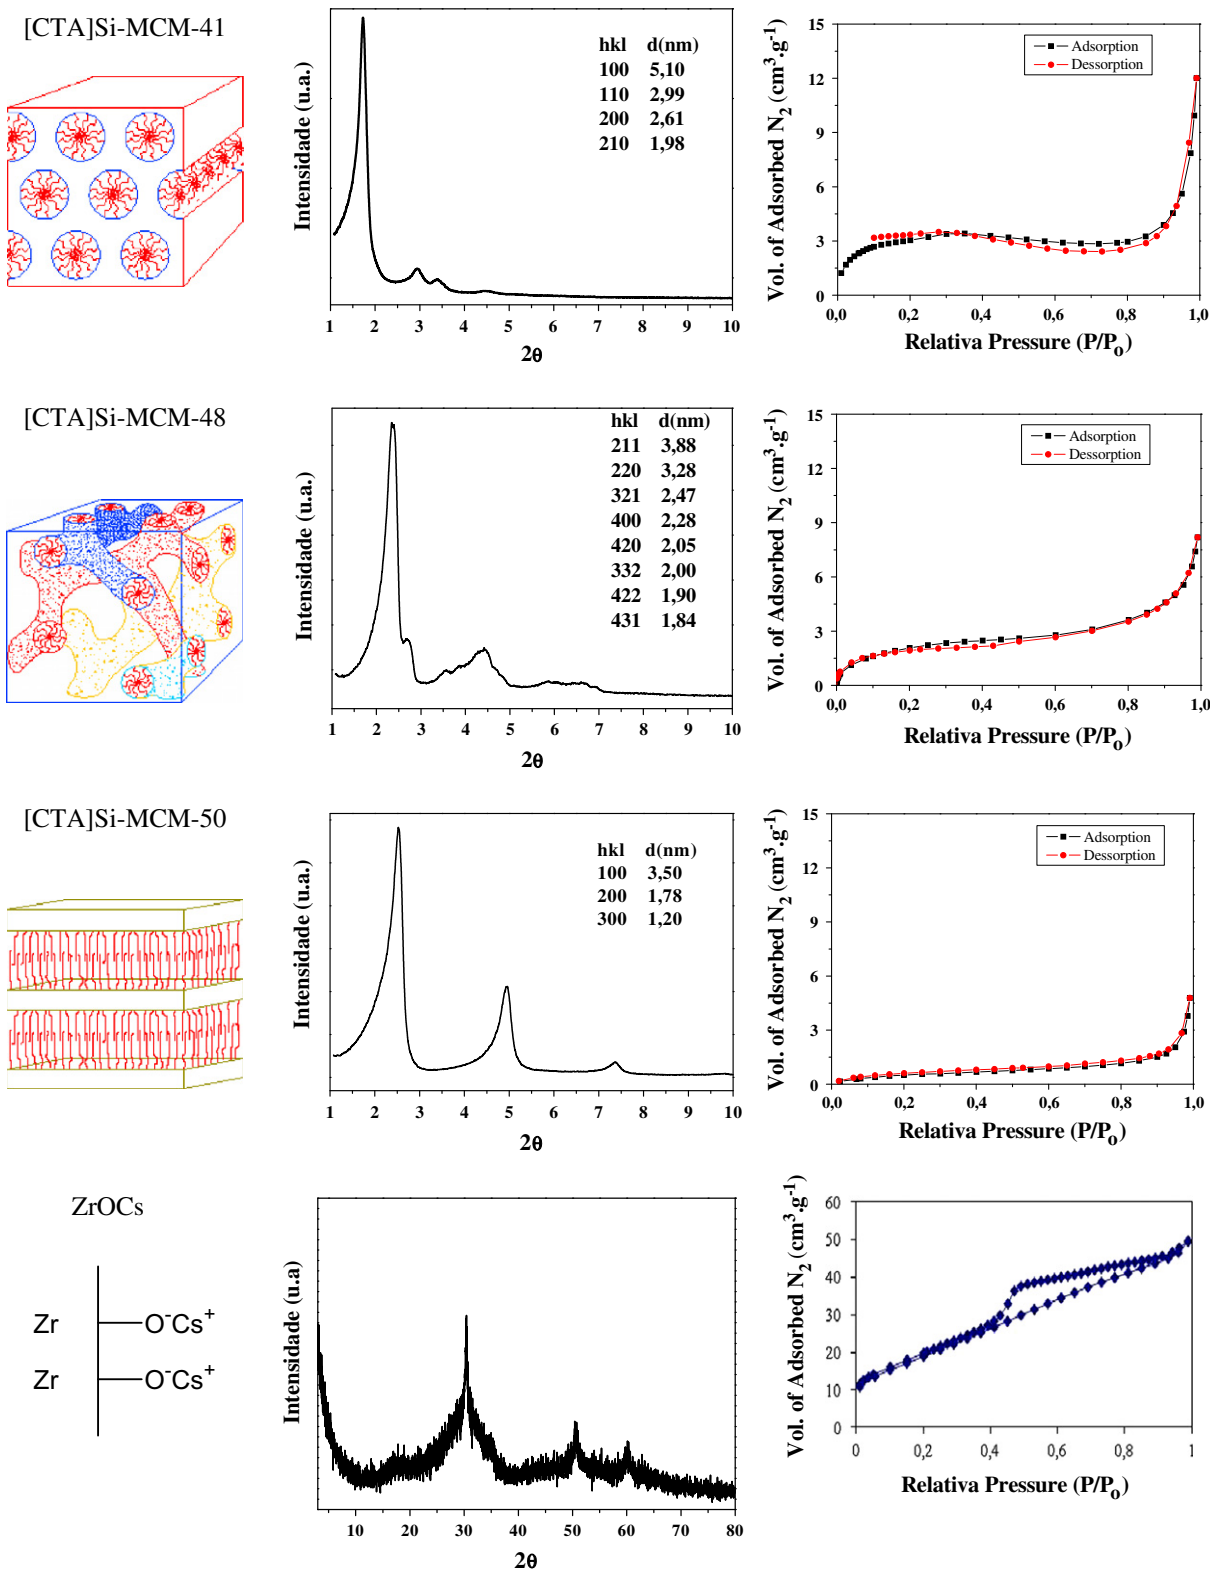 [CTA]Si-MCM-41
Intensidade (u.a.)
hkl d(nm)
100 5,10
110 2,99
200 2,61
210 1,98
1 2 3 4 5 6 7 8 9 10
2θ
Vol. of Adsorbed N2 (cm3.g-1)
15
12
9
6
3
0
Adsorption
Dessorption
0,0 0,2 0,4 0,6 0,8 1,0
Relativa Pressure (P/Po)
[CTA]Si-MCM-48
Intensidade (u.a.)
hkl d(nm)
211 3,88
220 3,28
321 2,47
400 2,28
420 2,05
332 2,00
422 1,90
431 1,84
1 2 3 4 5 6 7 8 9 10
2θ
Vol. of Adsorbed N2 (cm3.g-1)
15
12
9
6
3
0
Adsorption
Dessorption
0,0 0,2 0,4 0,6 0,8 1,0
Relativa Pressure (P/Po)
[CTA]Si-MCM-50
Intensidade (u.a.)
hkl d(nm)
100 3,50
200 1,78
300 1,20
1 2 3 4 5 6 7 8 9 10
2θ
Vol. of Adsorbed N2 (cm3.g-1)
15
12
9
6
3
0
Adsorption
Dessorption
0,0 0,2 0,4 0,6 0,8 1,0
Relativa Pressure (P/Po)
ZrOCs
Zr O-Cs+
Zr O-Cs+
Intensidade (u.a)
10 20 30 40 50 60 70 80
2θ
Vol. of Adsorbed N2 (cm3.g-1)
60
50
40
30
20
10
0
0 0,2 0,4 0,6 0,8 1
Relativa Pressure (P/Po)